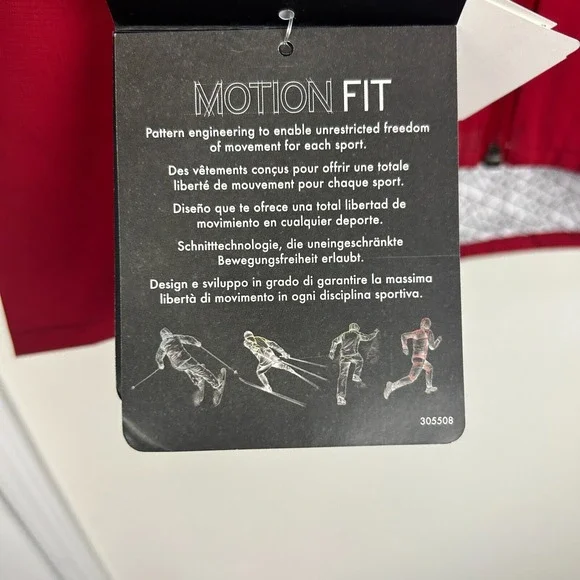 MOTION FIT
Pattern engineering to enable unrestricted freedom
of movement for each sport.
Des vêtements conçus pour offrir une totale
liberté de mouvement pour chaque sport.
Diseño que te ofrece una total libertad de
movimiento en cualquier deporte.
Schnitttechnologie, die uneingeschränkte
Bewegungsfreiheit erlaubt.
Design e sviluppo in grado di garantire la massima
libertà di movimento in ogni disciplina sportiva.
305508